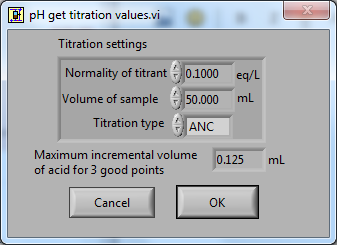 pH get titration values.vi
Titration settings
Normality of titrant 0.1000 eq/L
Volume of sample 50.000 mL
Titration type ANC
Maximum incremental volume
of acid for 3 good points 0.125 mL
Cancel OK